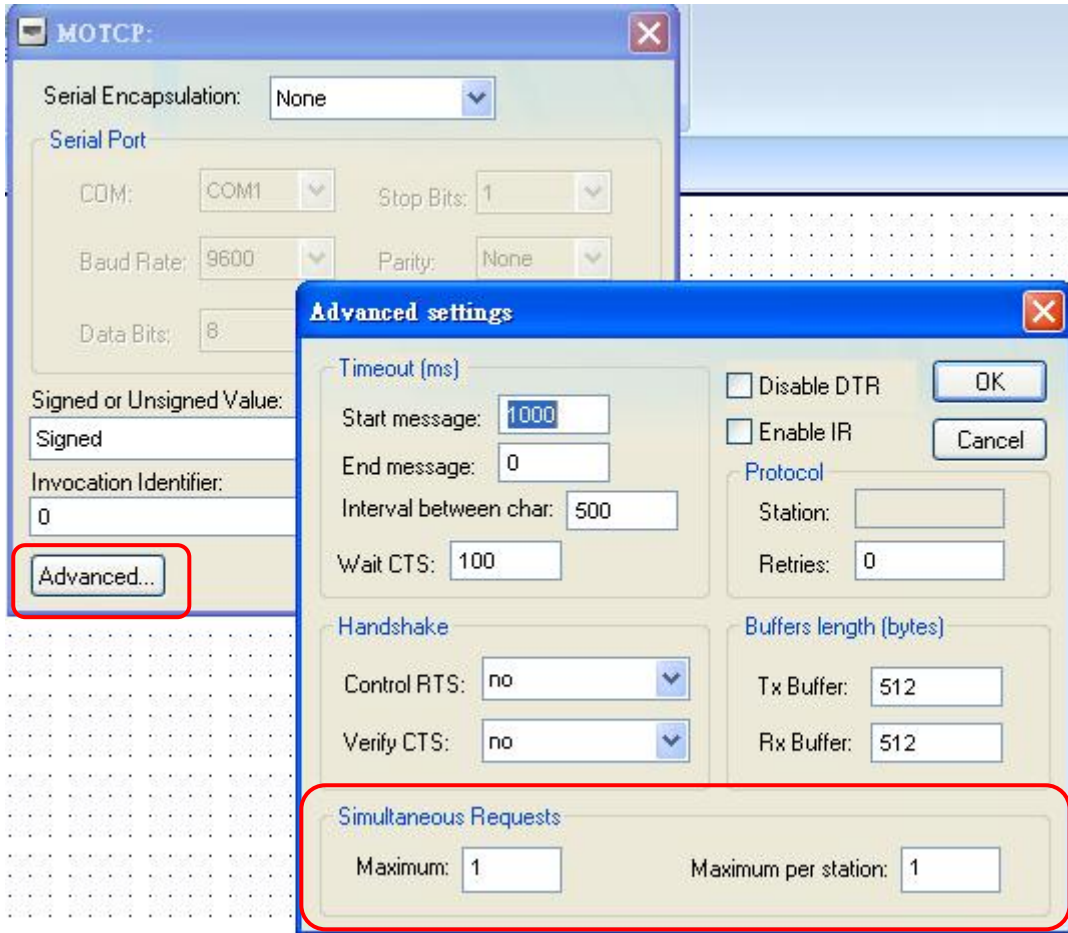 MOTCP:
Serial Encapsulation: None
Serial Port
COM: COM1 Stop Bits: 1
Baud Rate: 9600 Parity: None
Data Bits: 8
Signed or Unsigned Value:
Signed
Invocation Identifier:
0
Advanced...
Advanced settings
Timeout (ms)
Start message: 1000
End message: 0
Interval between char: 500
Wait CTS: 100
Disable DTR
Enable IR
OK
Cancel
Protocol
Station:
Retries: 0
Handshake
Control RTS: no
Verify CTS: no
Buffers length (bytes)
Tx Buffer: 512
Rx Buffer: 512
Simultaneous Requests
Maximum: 1 Maximum per station: 1